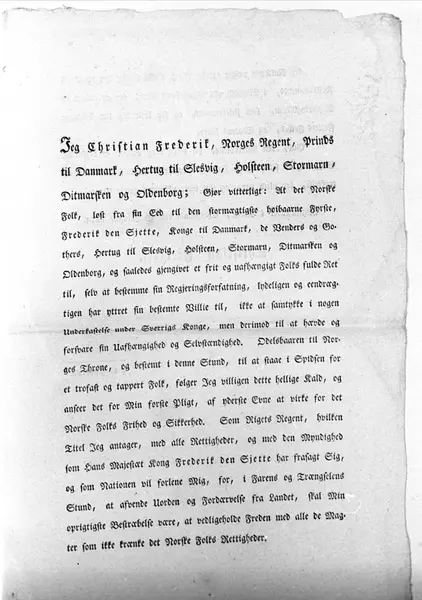 Jeg Christian Frederik, Norges Regent, Prinds
til Danmark, Hertug til Slesvig, Holsteen, Stormarn,
Ditmarsken og Oldenborg; Gjør vitterligt: At det Norske
Folk, løst fra sin Eed til den stormægtigste høibaarne Fyrste,
Frederik den Sjette, Konge til Danmark, de Venders og Go-
thers, Hertug til Slesvig, Holsteen, Stormarn, Ditmarsken og
Oldenborg, og saaledes gjengivet et frit og uafhængigt Folks fulde Ret
til, selv at bestemme sin Regjeringsforfatning, lydeligen og eendræg-
tigen har yttret sin bestemte Villie til, ikke at samtykke i nogen
Underkastelse under Sverrigs Konge, men derimod til at hævde og
forsvare sin Uafhængighed og Selvstændighed. Odelsbaaren til Nor-
ges Throne, og bestemt i denne Stund, til at staae i Spidsen for
et trofast og tappert Folk, følger Jeg villigen dette hellige Kald, og
anseer det for Min første Pligt, af yderste Evne at virke for det
Norske Folks Frihed og Sikkerhed. Som Rigets Regent, hvilken
Titel Jeg antager, med alle Rettigheder, og med den Myndighed
som Hans Majestæt Kong Frederik den Sjette har frasagt Sig,
og som Nationen vil forlene Mig, for, i Farens og Trængselens
Stund, at afvende Uorden og Fordærvelse fra Landet, skal Min
oprigtigste Bestræbelse være, at vedligeholde Freden med alle de Mag-
ter som ikke krænke det Norske Folks Rettigheder.